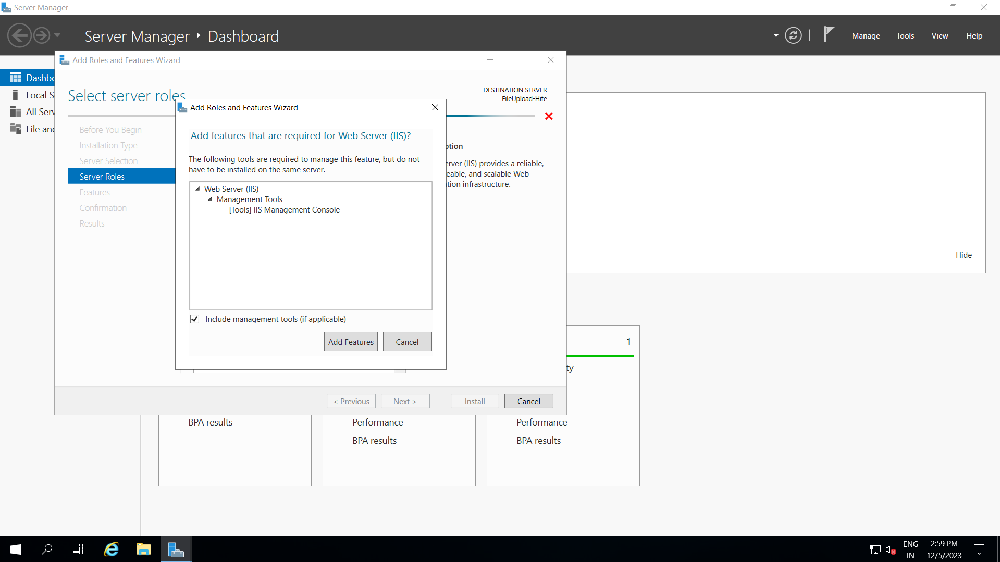 Server Manager
Server Manager ‣ Dashboard
Manage
Tools
View
Help
Add Roles and Features Wizard
Dashbo
Local S
All Serv
File and
Select server roles
DESTINATION SERVER
FileUpload-Hite
Before You Begin
Installation Type
Server Selection
Server Roles
Features
Confirmation
Results
Add Roles and Features Wizard
Add features that are required for Web Server (IIS)?
The following tools are required to manage this feature, but do not
have to be installed on the same server.
Web Server (IIS)
Management Tools
[Tools] IIS Management Console
Include management tools (if applicable)
Add Features
Cancel
ption
erver (IIS) provides a reliable,
eable, and scalable Web
tion infrastructure.
Hide
< Previous
Next >
Install
Cancel
1
ty
BPA results
Performance
BPA results
Performance
BPA results
ENG
IN
2:59 PM
12/5/2023